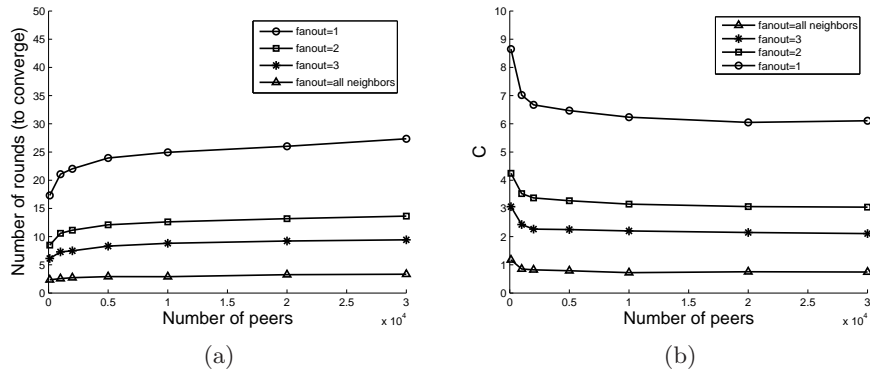 50
45
40
35
30
25
20
15
10
5
0
Number of rounds (to converge)
fanout=1
fanout=2
fanout=3
fanout=all neighbors
0 0.5 1 1.5 2 2.5 3
x 10^4
Number of peers
(a)
10
9
8
7
6
5
4
3
2
1
0
C
fanout=all neighbors
fanout=3
fanout=2
fanout=1
0 0.5 1 1.5 2 2.5 3
x 10^4
Number of peers
(b)